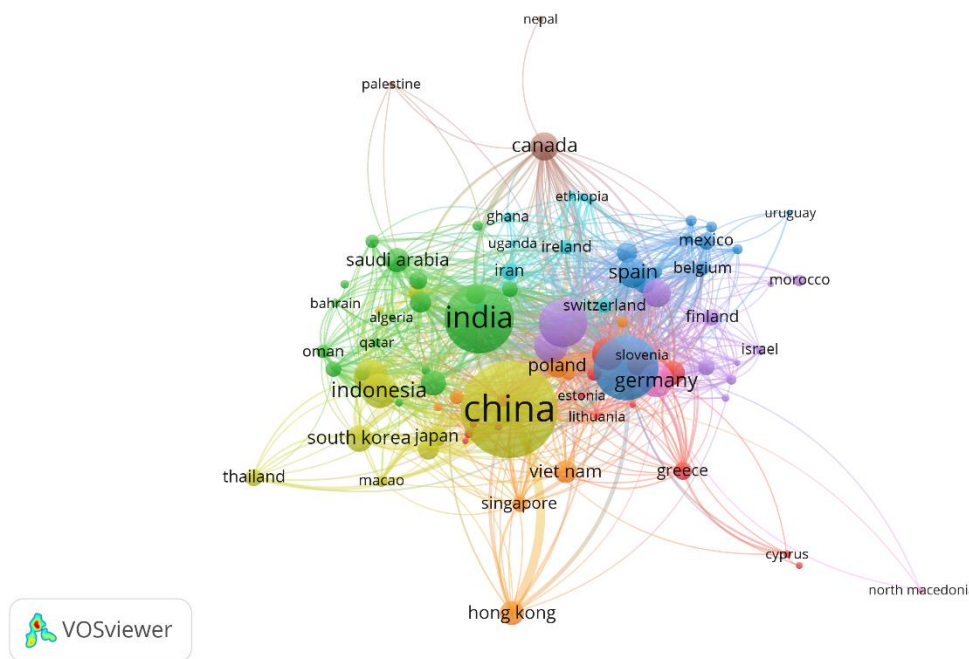 nepal
palestine
canada
ethiopia
ghana
uruguay
uganda
ireland
mexico
saudi arabia
iran
spain
belgium
morocco
bahrain
switzerland
algeria
india
finland
qatar
oman
israel
poland
slovenia
indonesia
germany
estonia
china
lithuania
south korea
japan
viet nam
greece
thailand
macao
singapore
cyprus
north macedoni
hong kong
VOSviewer